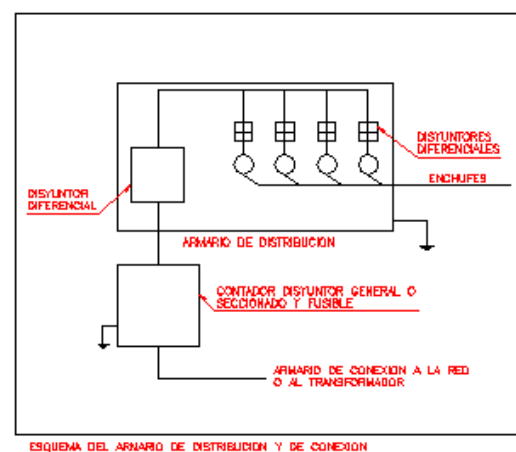 DISYUNTORES
DIFERENCIALES
ENCHUFES
DISYUNTOR
DIFERENCIAL
ARMARIO DE DISTRIBUCION
CONTADOR DISYUNTOR GENERAL O
SECCIONADO Y FUSIBLE
ARMARIO DE CONEXION A LA RED
O AL TRANSFORMADOR
ESQUEMA DEL ARMARIO DE DISTRIBUCION Y DE CONEXION